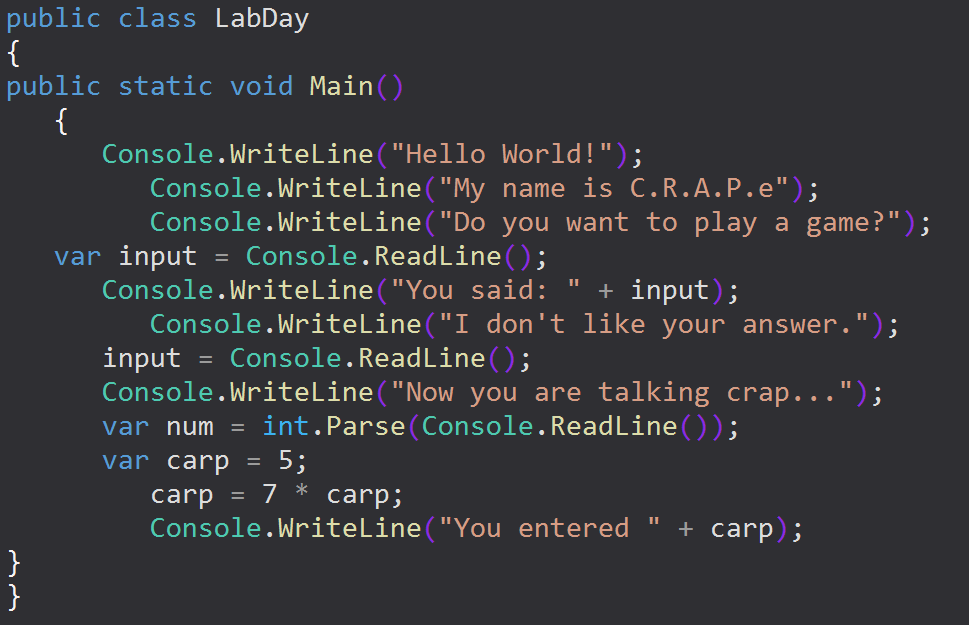 public class LabDay
{
public static void Main()
{
Console.WriteLine("Hello World!");
Console.WriteLine("My name is C.R.A.P.e");
Console.WriteLine("Do you want to play a game?");
var input = Console.ReadLine();
Console.WriteLine("You said: " + input);
Console.WriteLine("I don't like your answer.");
input = Console.ReadLine();
Console.WriteLine("Now you are talking crap...");
var num = int.Parse(Console.ReadLine());
var carp = 5;
carp = 7 * carp;
Console.WriteLine("You entered " + carp);
}
}